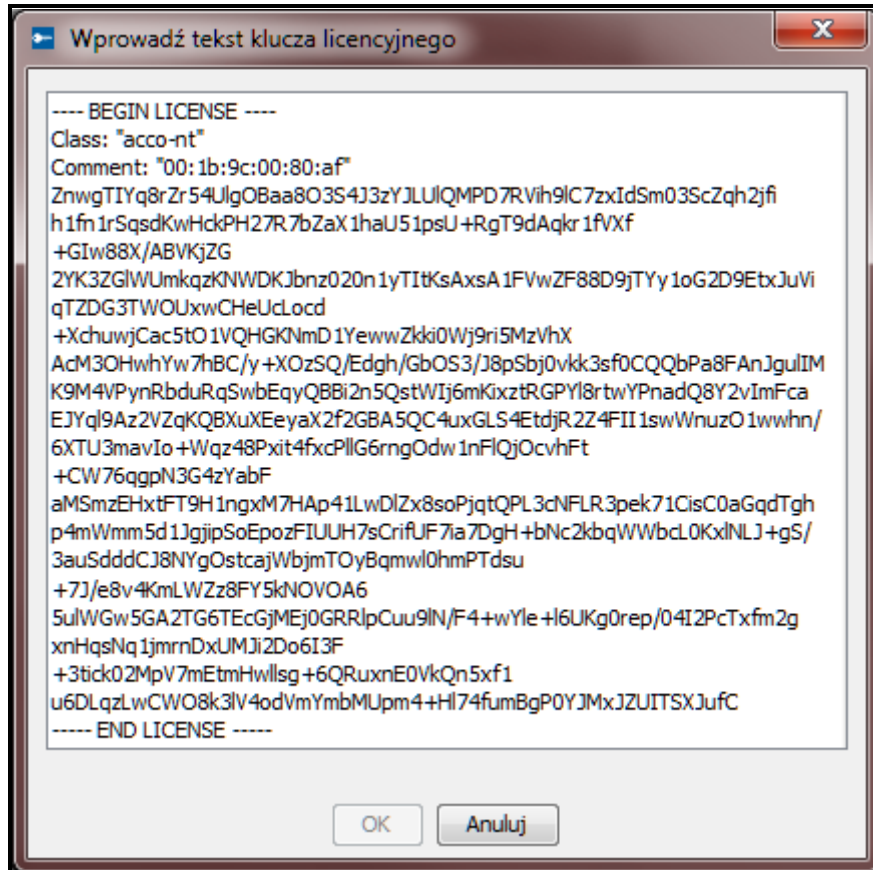 Wprowadź tekst klucza licencyjnego
---- BEGIN LICENSE ----
Class: "acco-nt"
Comment: "00:1b:9c:00:80:af"
ZnwgTIYq8rZr54UlgOBaa8O3S4J3zYJLUlQMPD7RVih9lC7zxIdSm03ScZqh2jfi
h1fn1rSqsdKwHckPH27R7bZaX1haU51psU+RgT9dAqkr1fVXf
+GIw88X/ABVKjZG
2YK3ZGlWUmkqzKNWDKJbnz020n1yTItKsAxsA1FVwZF88D9jTYy1oG2D9EtxJuVi
qTZDG3TWOUxwCHeUcLocd
+XchuwjCac5tO1VQHGKNmD1YewwZkki0Wj9ri5MzVhX
AcM3OHwhYw7hBC/y+XOzSQ/Edgh/GbOS3/J8pSbj0vkk3sf0CQQbPa8FAnJgulIM
K9M4VPynRbduRqSwbEqyQBBi2n5QstWIj6mKixztRGPYl8rtwYPnadQ8Y2vImFca
EJYql9Az2VZqKQBXuXEeyaX2f2GBA5QC4uxGLS4EtdjR2Z4FII1swWnuzO1wwhn/
6XTU3mavIo+Wqz48Pxit4fxcPllG6rngOdw1nFlQjOcvhFt
+CW76qgpN3G4zYabF
aMSmzEHxtFT9H1ngxM7HAp41LwDlZx8soPjqtQPL3cNFLR3pek71CisC0aGqdTgh
p4mWmm5d1JgjipSoEpozFIUUH7sCrifUF7ia7DgH+bNc2kbqWWbcL0KxlNLJ+gS/
3auSdddCJ8NYgOstcajWbjmTOyBqmwl0hmPTdsu
+7J/e8v4KmLWZz8FY5kNOVOA6
5ulWGw5GA2TG6TEcGjMEj0GRRlpCuu9lN/F4+wYle+l6UKg0rep/04I2PcTxfm2g
xnHqsNq1jmrnDxUMJi2Do6I3F
+3tick02MpV7mEtmHwllsg+6QRuxnE0VkQn5xf1
u6DLqzLwCWO8k3lV4odVmYmbMUpm4+Hl74fumBgP0YJMxJZUITSXJufC
----- END LICENSE -----
OK
Anuluj